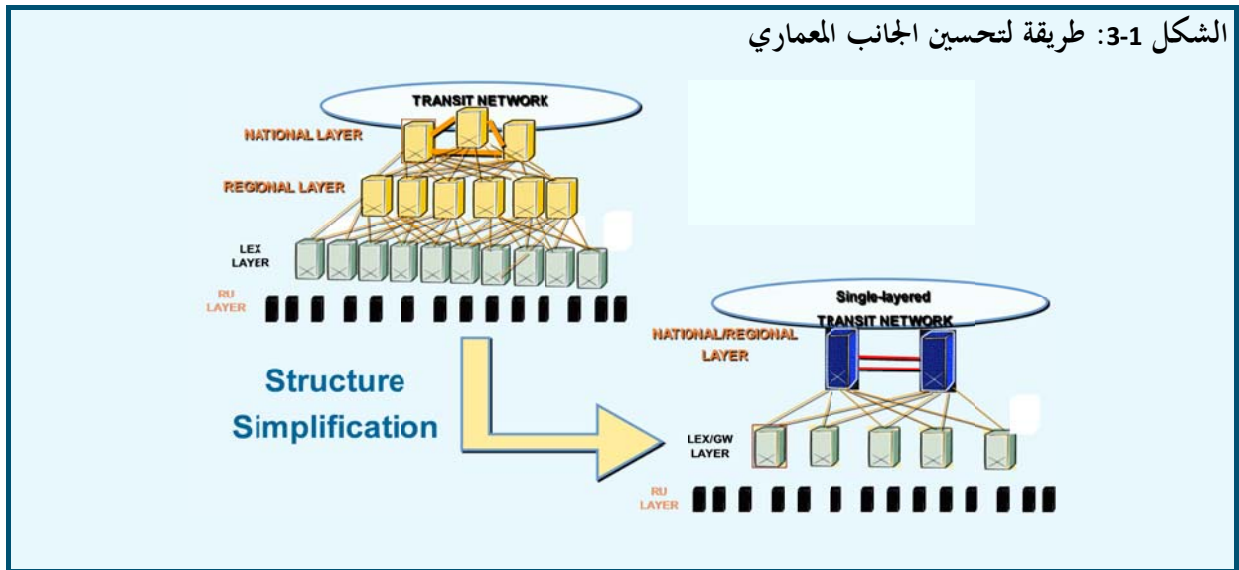 الشكل 1-3: طريقة لتحسين الجانب المعماري
TRANSIT NETWORK
NATIONAL LAYER
REGIONAL LAYER
LEX
LAYER
RU
LAYER
Structure
Simplification
Single-layered
TRANSIT NETWORK
NATIONAL/REGIONAL
LAYER
LEX/GW
LAYER
RU
LAYER